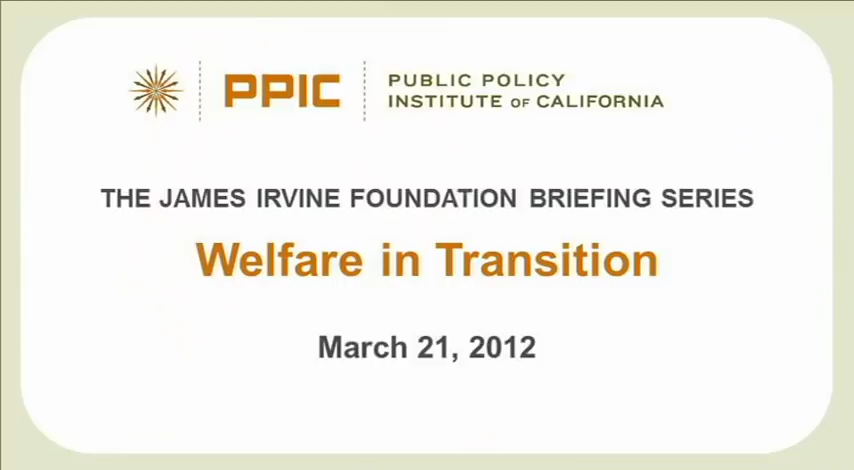 PPIC
PUBLIC POLICY
INSTITUTE OF CALIFORNIA
THE JAMES IRVINE FOUNDATION BRIEFING SERIES
Welfare in Transition
March 21, 2012